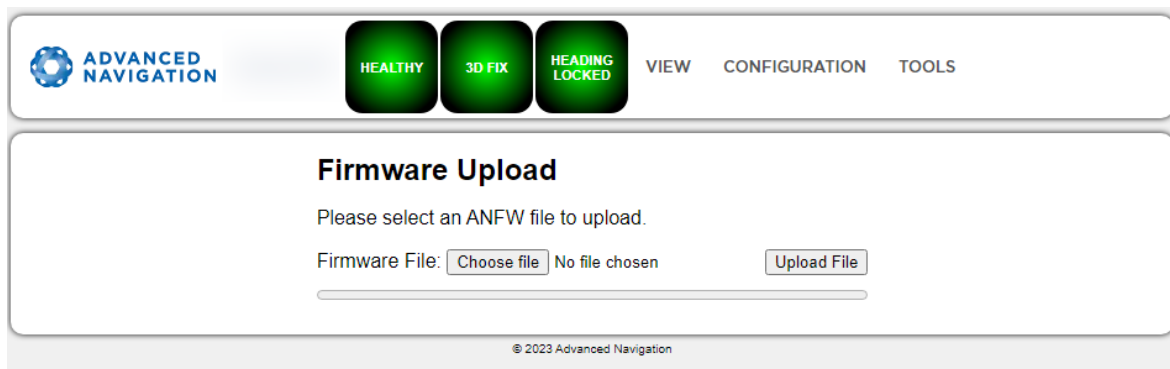 ADVANCED
NAVIGATION
HEALTHY
3D FIX
HEADING
LOCKED
VIEW
CONFIGURATION
TOOLS
Firmware Upload
Please select an ANFW file to upload.
Firmware File: Choose file No file chosen Upload File
© 2023 Advanced Navigation